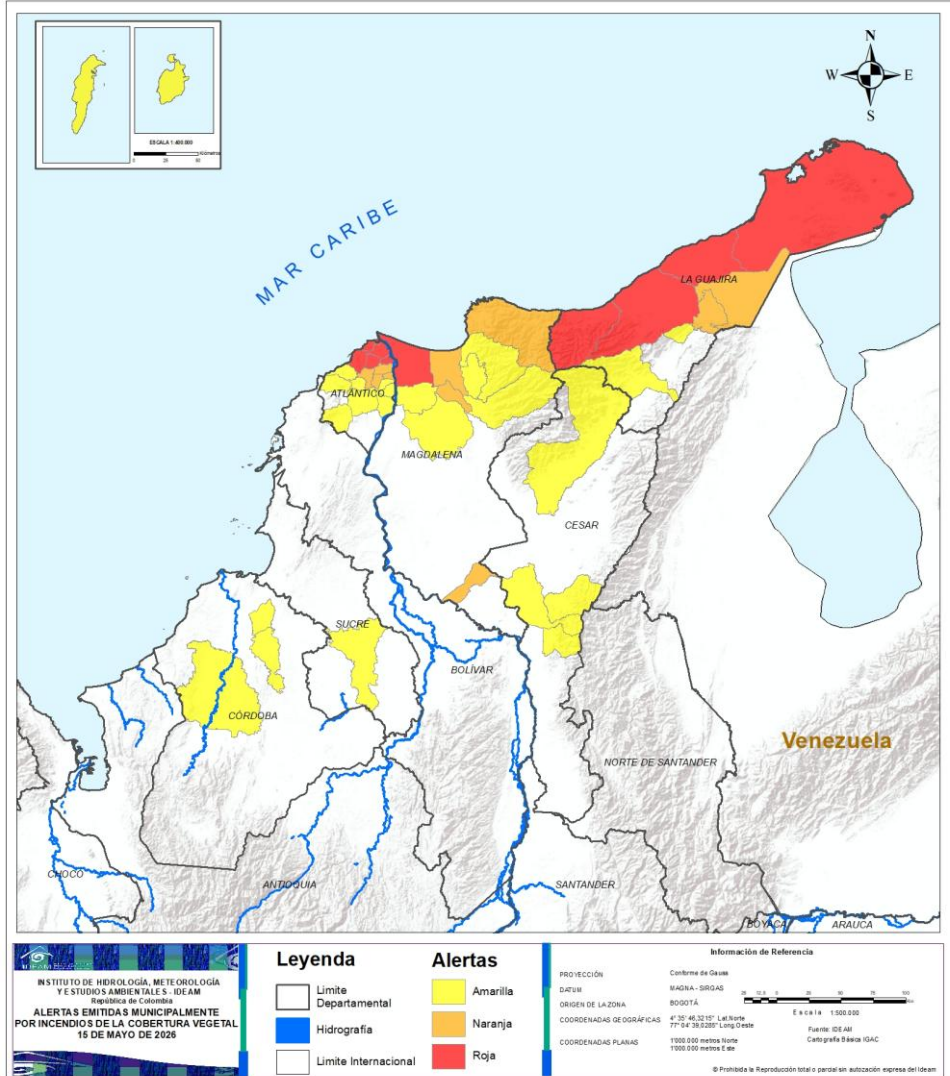 N
W E
S
ESCALA 1:400.000
0 25 50
Kilómetros
MAR CARIBE
LA GUAJIRA
ATLÁNTICO
MAGDALENA
CESAR
SUCRE
BOLÍVAR
CÓRDOBA
Venezuela
NORTE DE SANTANDER
CHOCÓ
ANTIOQUIA
SANTANDER
BOYACÁ
ARAUCA
IDEAM
INSTITUTO DE HIDROLOGÍA, METEOROLOGÍA
Y ESTUDIOS AMBIENTALES - IDEAM
República de Colombia
ALERTAS EMITIDAS MUNICIPALMENTE
POR INCENDIOS DE LA COBERTURA VEGETAL
15 DE MAYO DE 2026
Leyenda
Limite
Departamental
Hidrografía
Limite Internacional
Alertas
Amarilla
Naranja
Roja
Información de Referencia
PROYECCIÓN Conforme de Gauss
DATUM MAGNA - SIRGAS
ORIGEN DE LA ZONA BOGOTÁ
COORDENADAS GEOGRÁFICAS 4° 35' 46,3215" Lat.Norte
77° 04' 39,0285" Long.Oeste
COORDENADAS PLANAS 1'000.000 metros Norte
1'000.000 metros Este
Escala 1:500.000
Fuente: IDEAM
Cartografía Básica IGAC
© Prohibida la Reproducción total o parcial sin autozación expresa del Ideam